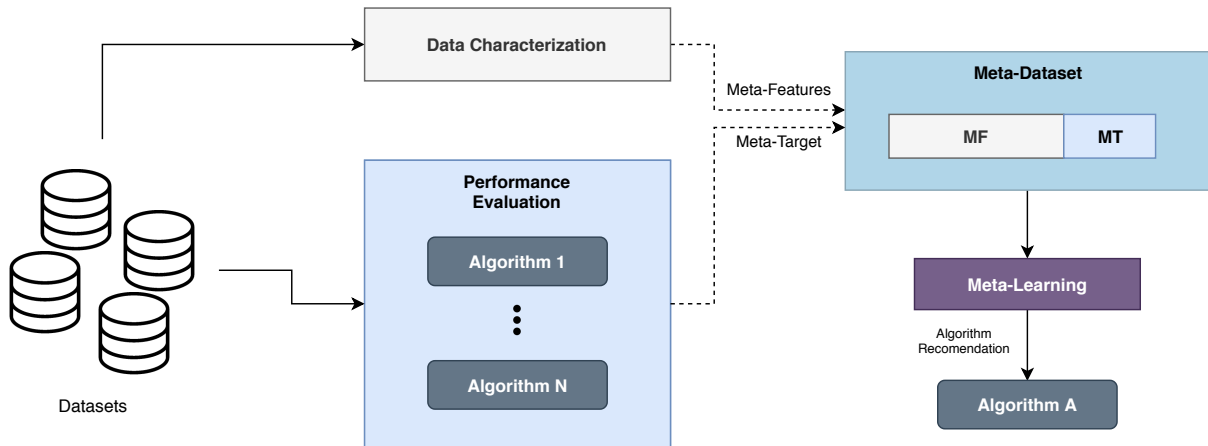 Data Characterization
Meta-Dataset
Meta-Features
MF
MT
Meta-Target
Performance
Evaluation
Algorithm 1
Meta-Learning
Algorithm
Recomendation
Algorithm N
Datasets
Algorithm A